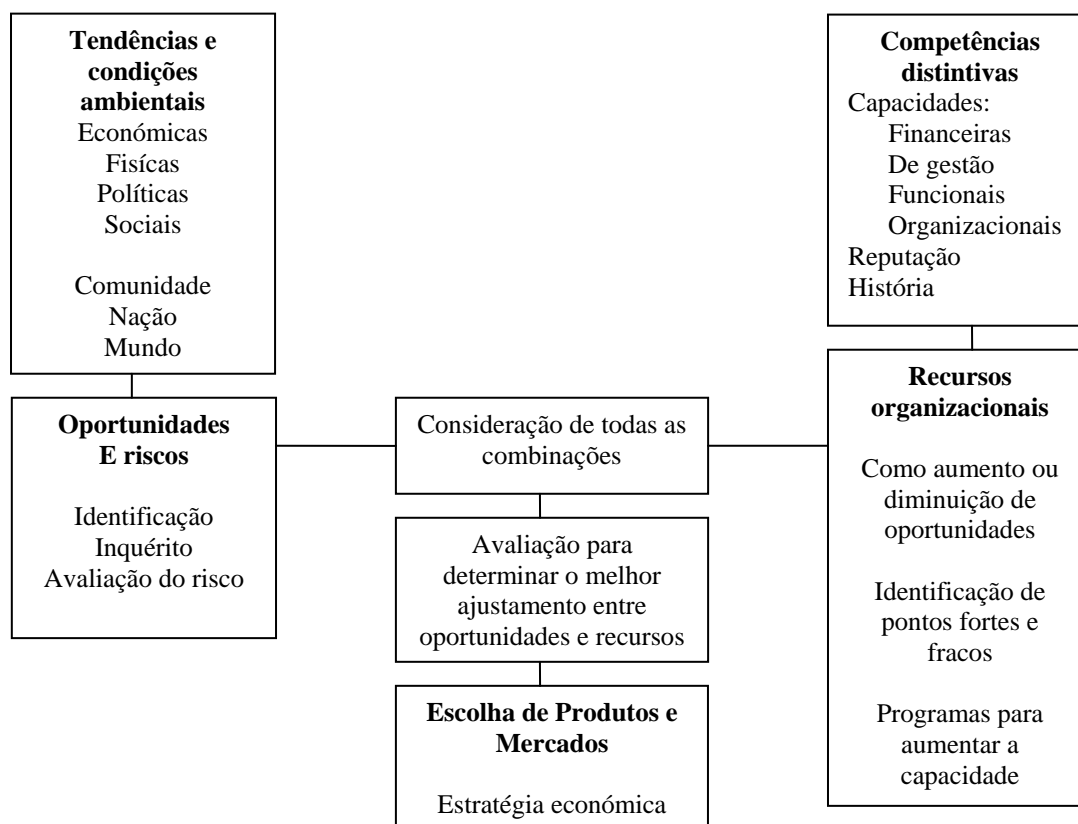 Tendências e
condições
ambientais
Económicas
Fisícas
Políticas
Sociais
Comunidade
Nação
Mundo
Competências
distintivas
Capacidades:
Financeiras
De gestão
Funcionais
Organizacionais
Reputação
História
Oportunidades
E riscos
Identificação
Inquérito
Avaliação do risco
Consideração de todas as
combinações
Avaliação para
determinar o melhor
ajustamento entre
oportunidades e recursos
Escolha de Produtos e
Mercados
Estratégia económica
Recursos
organizacionais
Como aumento ou
diminuição de
oportunidades
Identificação de
pontos fortes e
fracos
Programas para
aumentar a
capacidade